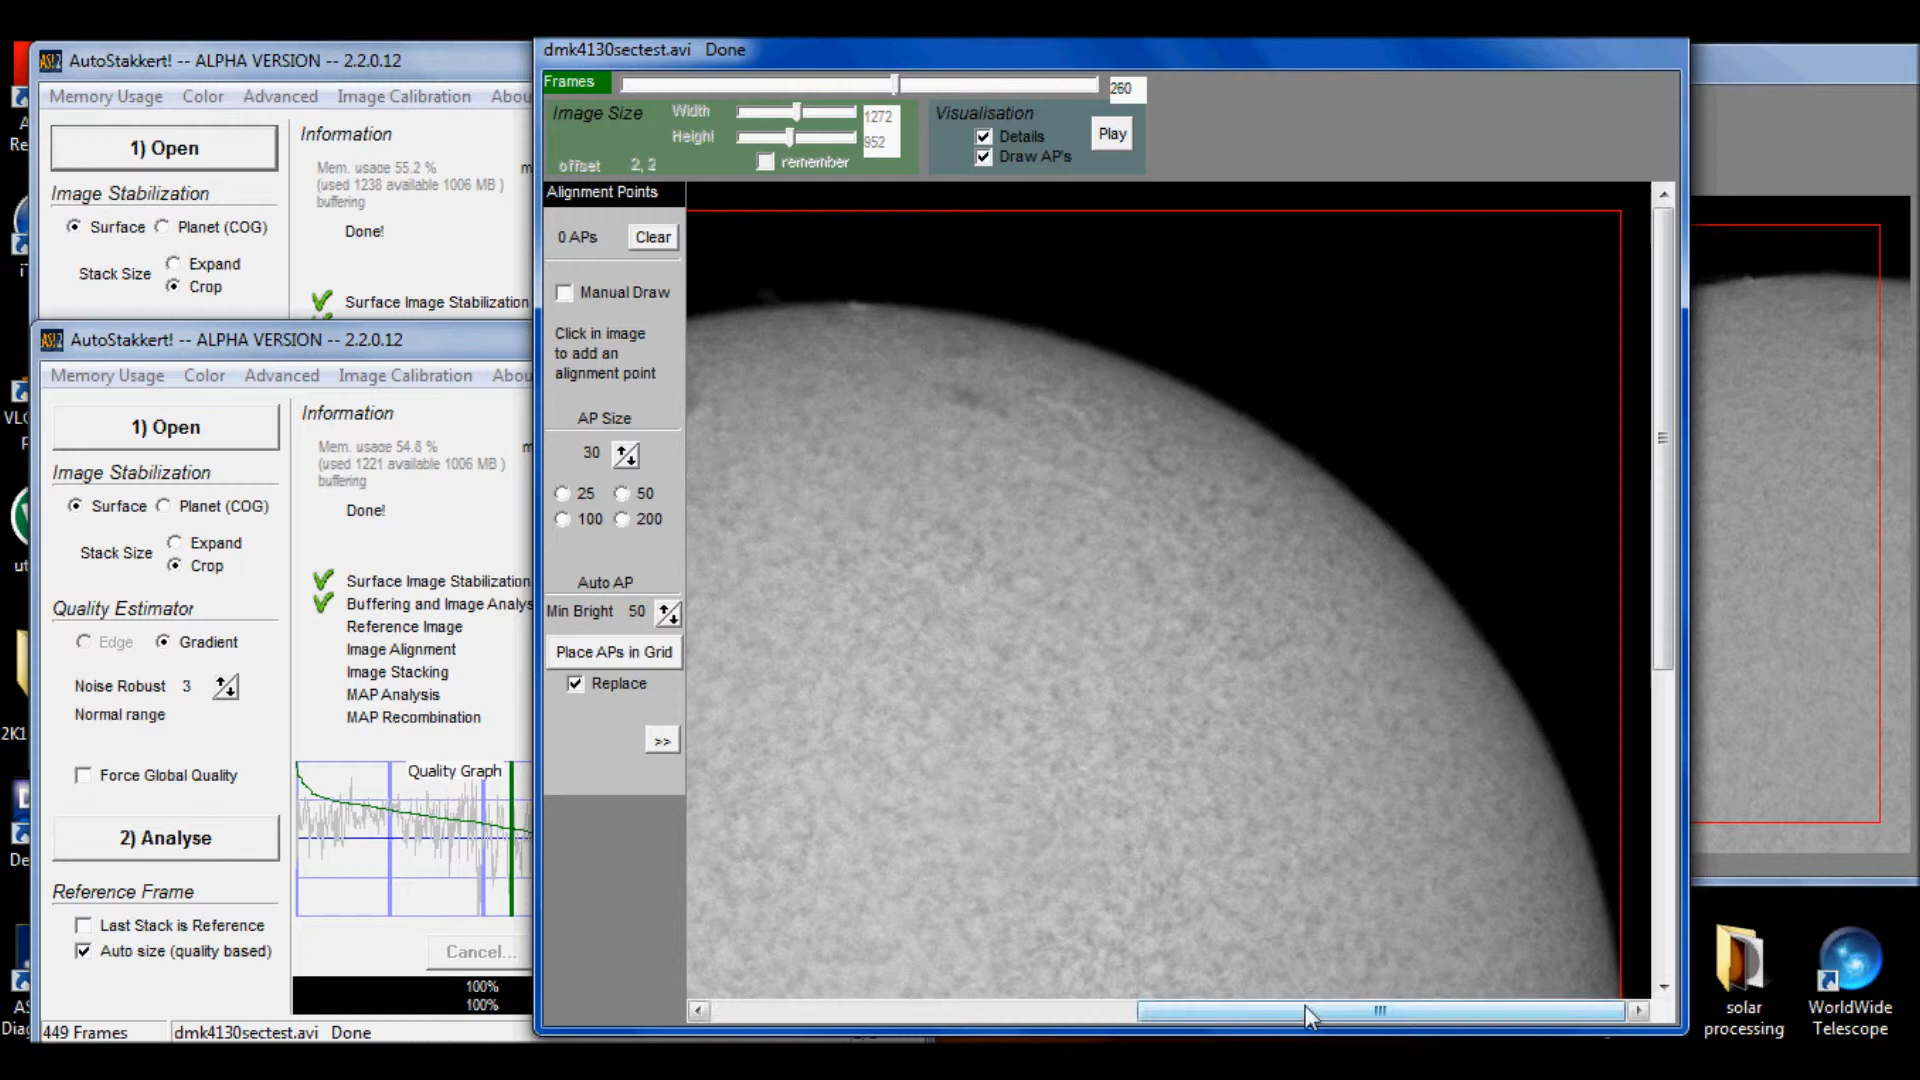 AutoStakkert! -- ALPHA VERSION -- 2.2.0.12
Memory Usage Color Advanced Image Calibration Abou
1) Open
Image Stabilization
Surface Planet (COG)
Stack Size
Expand
Crop
Information
Mem. usage 55.2 %
(used 1238 available 1006 MB )
buffering
Done!
Surface Image Stabilization
AutoStakkert! -- ALPHA VERSION -- 2.2.0.12
Memory Usage Color Advanced Image Calibration Abou
1) Open
Image Stabilization
Surface Planet (COG)
Stack Size
Expand
Crop
Quality Estimator
Edge Gradient
Noise Robust 3
Normal range
Force Global Quality
2) Analyse
Reference Frame
Last Stack is Reference
Auto size (quality based)
Information
Mem. usage 54.8 %
(used 1221 available 1006 MB )
buffering
Done!
Surface Image Stabilization
Buffering and Image Analys
Reference Image
Image Alignment
Image Stacking
MAP Analysis
MAP Recombination
Quality Graph
Cancel...
100%
100%
449 Frames dmk4130sectest.avi Done
dmk4130sectest.avi Done
Frames
260
Image Size
Width 1272
Height 952
offset 2, 2
remember
Visualisation
Details
Draw AP's
Play
Alignment Points
0 APs Clear
Manual Draw
Click in image
to add an
alignment point
AP Size
30
25 50
100 200
Auto AP
Min Bright 50
Place APs in Grid
Replace
>>
solar
processing
WorldWide
Telescope